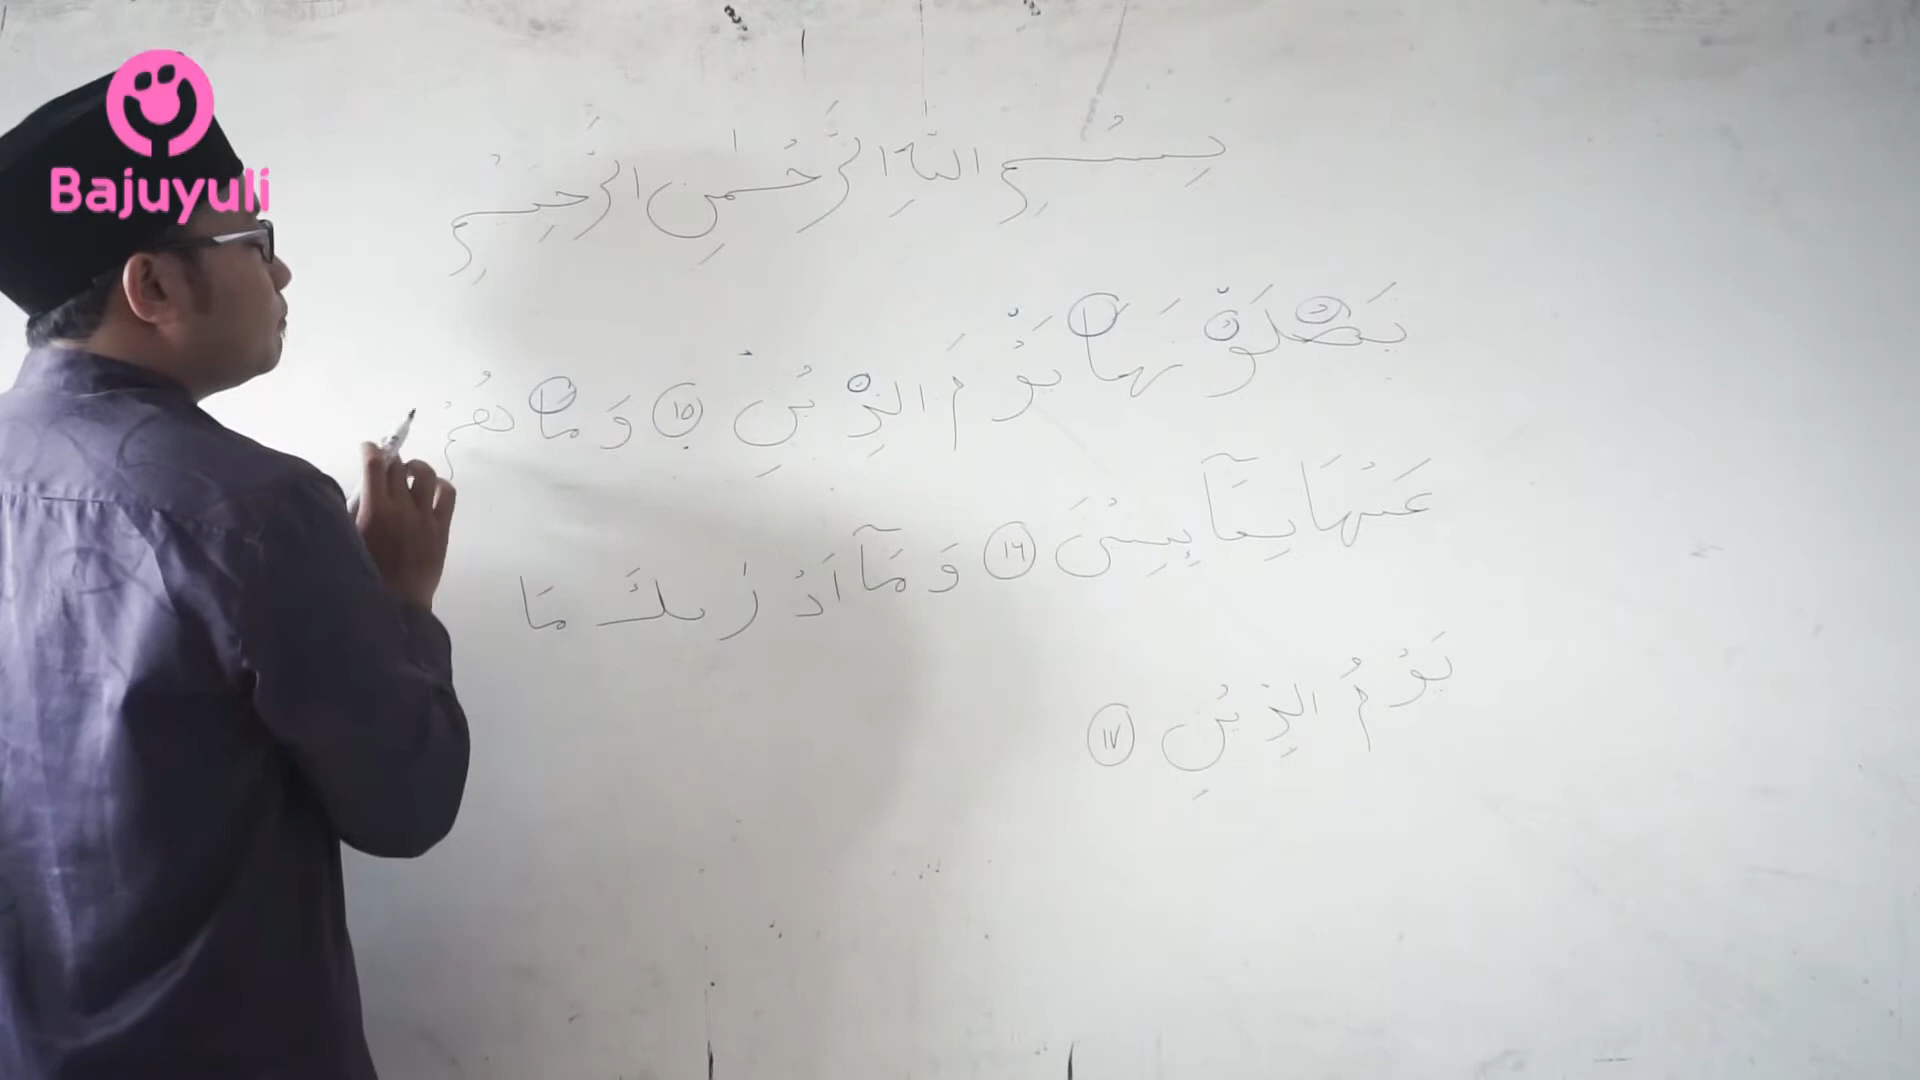 Bajuyuli
بِسْمِ اللّٰهِ الرَّحْمٰنِ الرَّحِيْمِ
يَصْلَوْنَهَا يَوْمَ الدِّيْنِ ١٥ وَمَا هُمْ
عَنْهَا بِغَآئِبِيْنَ ١٦ وَمَآ اَدْرٰىكَ مَا
يَوْمُ الدِّيْنِ ١٧